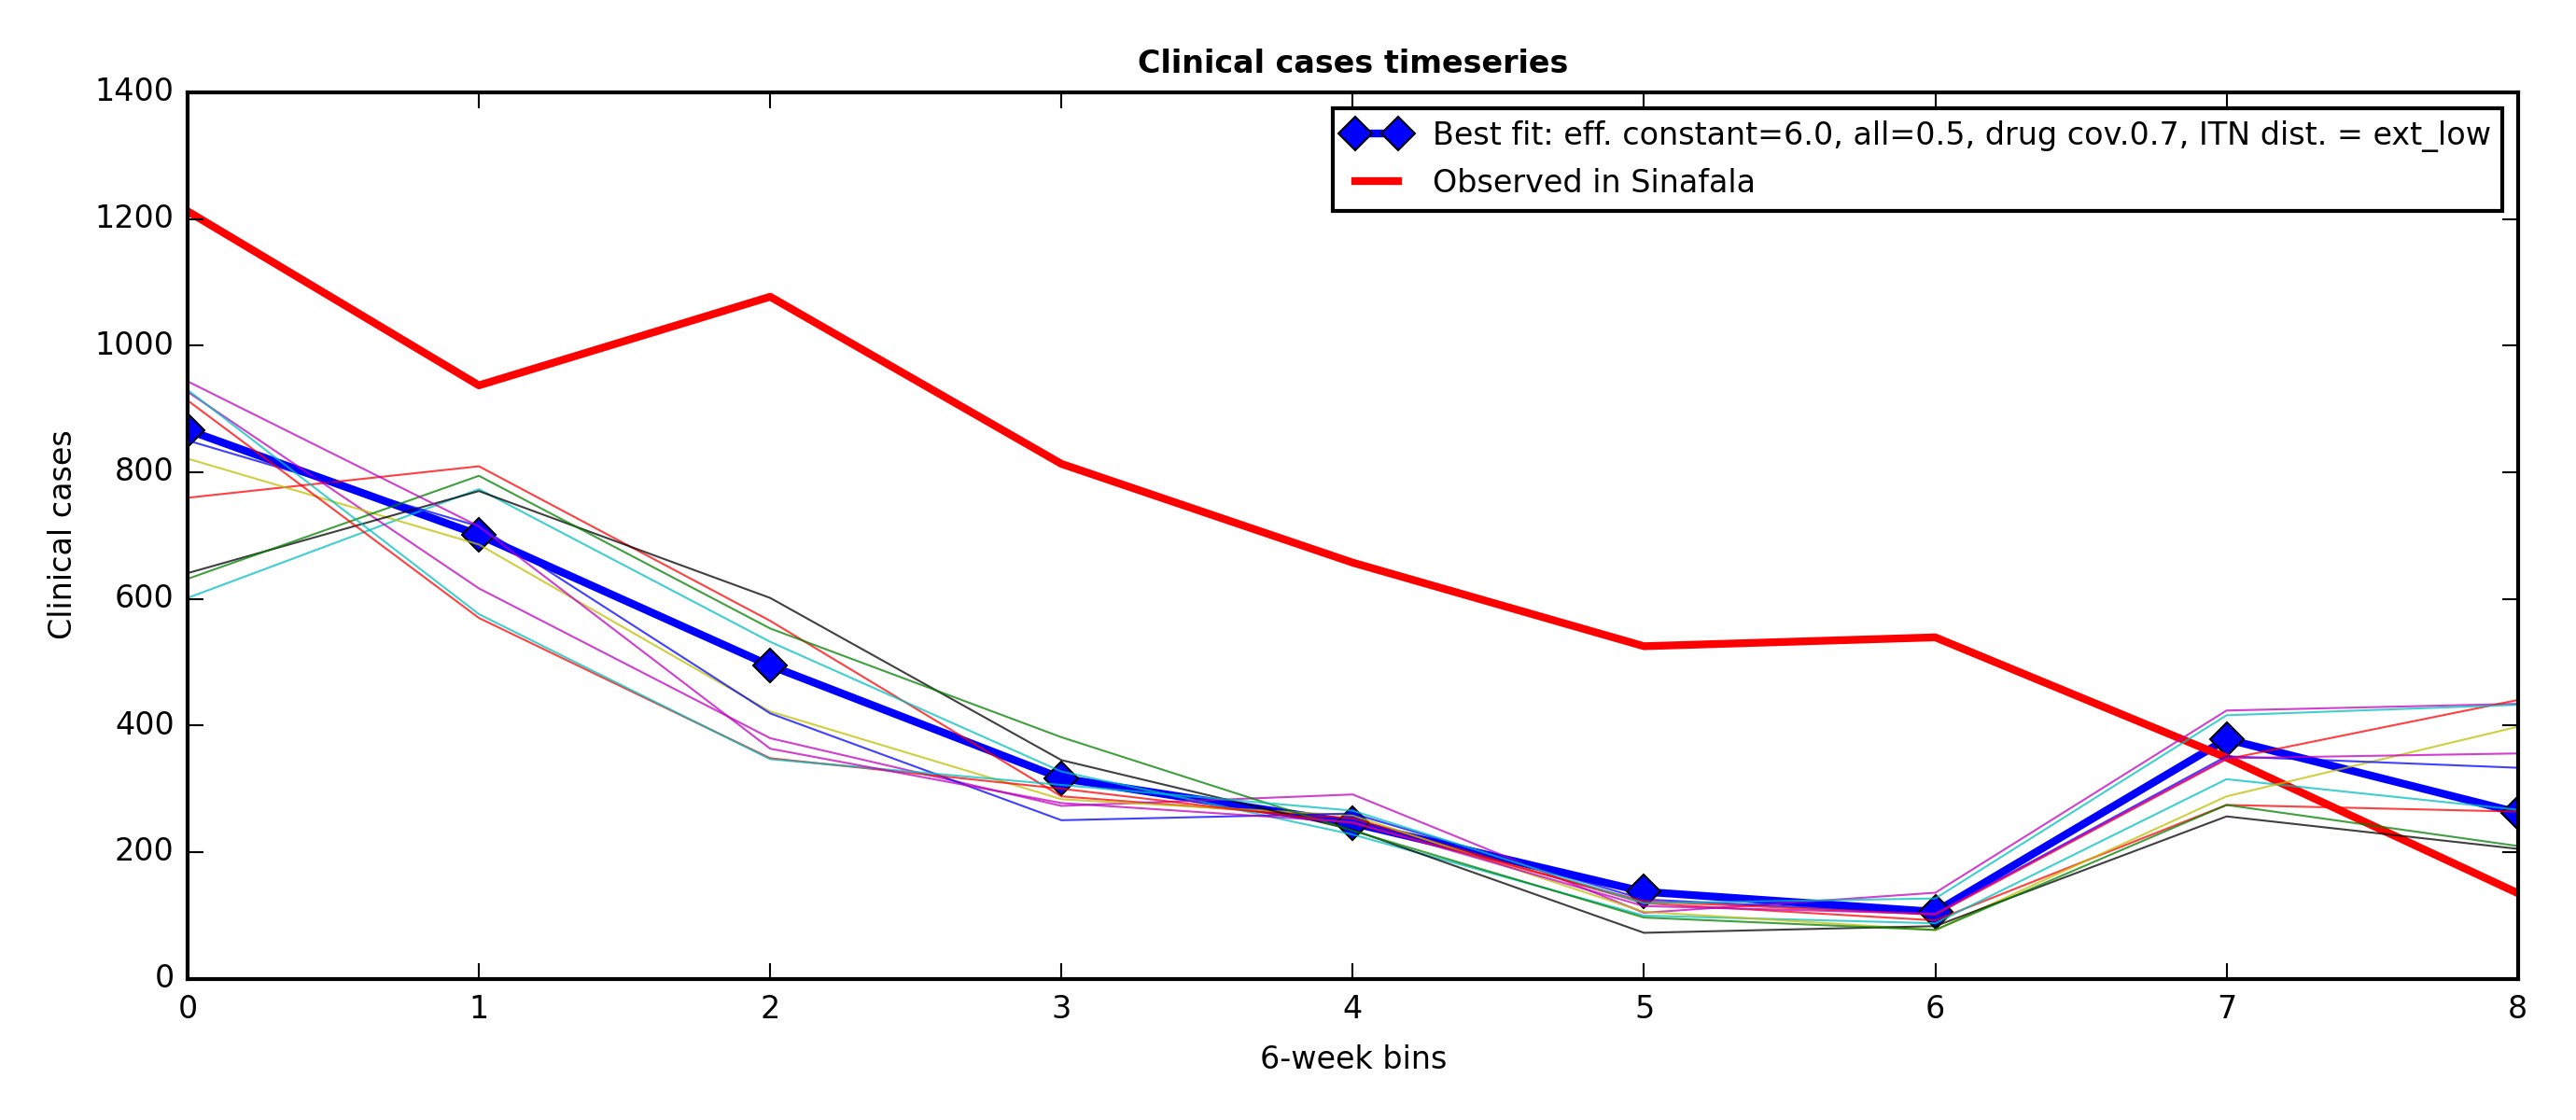 Clinical cases timeseries
1400
1200
1000
800
600
400
200
0
Clinical cases
Best fit: eff. constant=6.0, all=0.5, drug cov.0.7, ITN dist. = ext_low
Observed in Sinafala
0 1 2 3 4 5 6 7 8
6-week bins